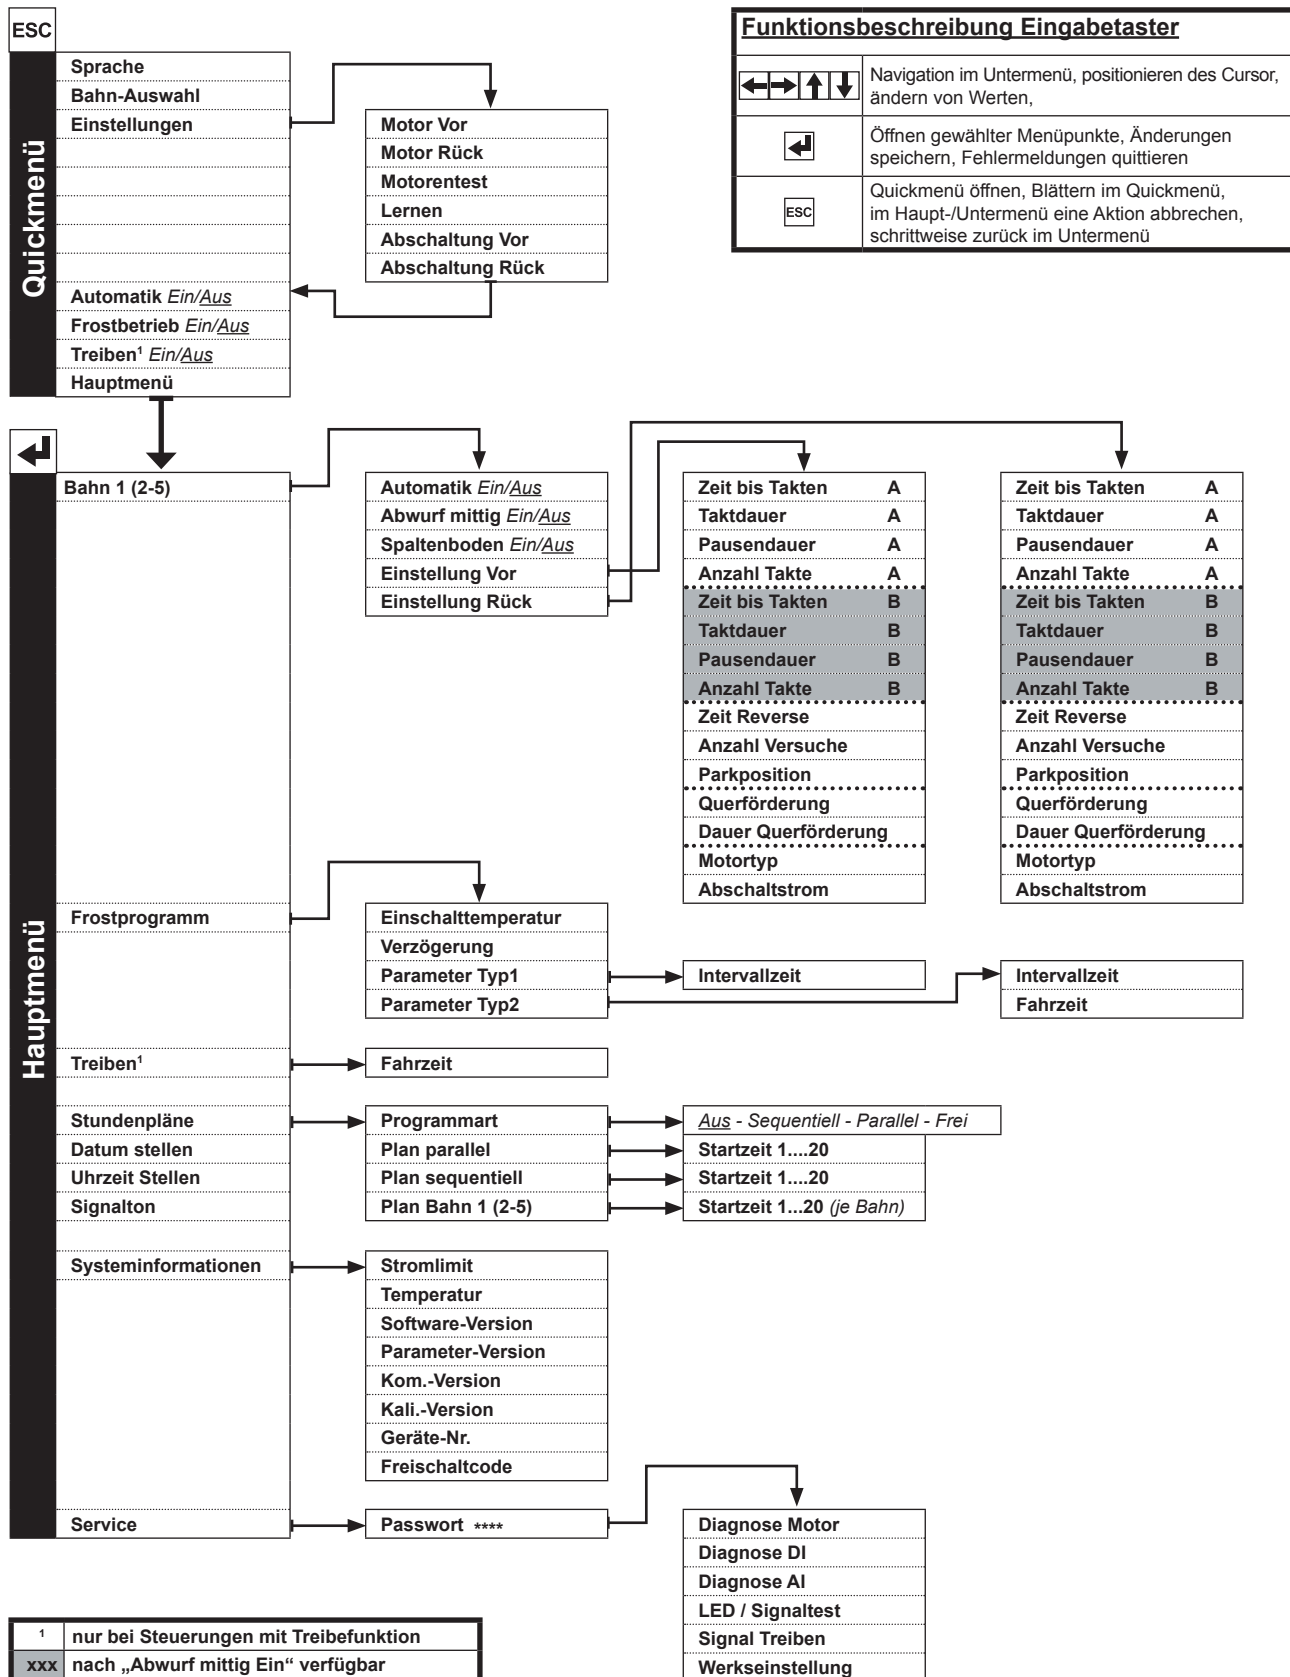 ESC
Quickmenü
Sprache
Bahn-Auswahl
Einstellungen
Automatik Ein/Aus
Frostbetrieb Ein/Aus
Treiben¹ Ein/Aus
Hauptmenü
Motor Vor
Motor Rück
Motorentest
Lernen
Abschaltung Vor
Abschaltung Rück
Funktionsbeschreibung Eingabetaster
Navigation im Untermenü, positionieren des Cursor,
ändern von Werten,
Öffnen gewählter Menüpunkte, Änderungen
speichern, Fehlermeldungen quittieren
ESC
Quickmenü öffnen, Blättern im Quickmenü,
im Haupt-/Untermenü eine Aktion abbrechen,
schrittweise zurück im Untermenü
Hauptmenü
Bahn 1 (2-5)
Automatik Ein/Aus
Abwurf mittig Ein/Aus
Spaltenboden Ein/Aus
Einstellung Vor
Einstellung Rück
Zeit bis Takten A
Taktdauer A
Pausendauer A
Anzahl Takte A
Zeit bis Takten B
Taktdauer B
Pausendauer B
Anzahl Takte B
Zeit Reverse
Anzahl Versuche
Parkposition
Querförderung
Dauer Querförderung
Motortyp
Abschaltstrom
Zeit bis Takten A
Taktdauer A
Pausendauer A
Anzahl Takte A
Zeit bis Takten B
Taktdauer B
Pausendauer B
Anzahl Takte B
Zeit Reverse
Anzahl Versuche
Parkposition
Querförderung
Dauer Querförderung
Motortyp
Abschaltstrom
Frostprogramm
Einschalttemperatur
Verzögerung
Parameter Typ1
Parameter Typ2
Intervallzeit
Intervallzeit
Fahrzeit
Treiben¹
Fahrzeit
Stundenpläne
Datum stellen
Uhrzeit Stellen
Signalton
Programmart
Plan parallel
Plan sequentiell
Plan Bahn 1 (2-5)
Aus - Sequentiell - Parallel - Frei
Startzeit 1....20
Startzeit 1....20
Startzeit 1...20 (je Bahn)
Systeminformationen
Stromlimit
Temperatur
Software-Version
Parameter-Version
Kom.-Version
Kali.-Version
Geräte-Nr.
Freischaltcode
Service
Passwort ****
Diagnose Motor
Diagnose DI
Diagnose AI
LED / Signaltest
Signal Treiben
Werkseinstellung
¹ nur bei Steuerungen mit Treibefunktion
xxx nach „Abwurf mittig Ein“ verfügbar